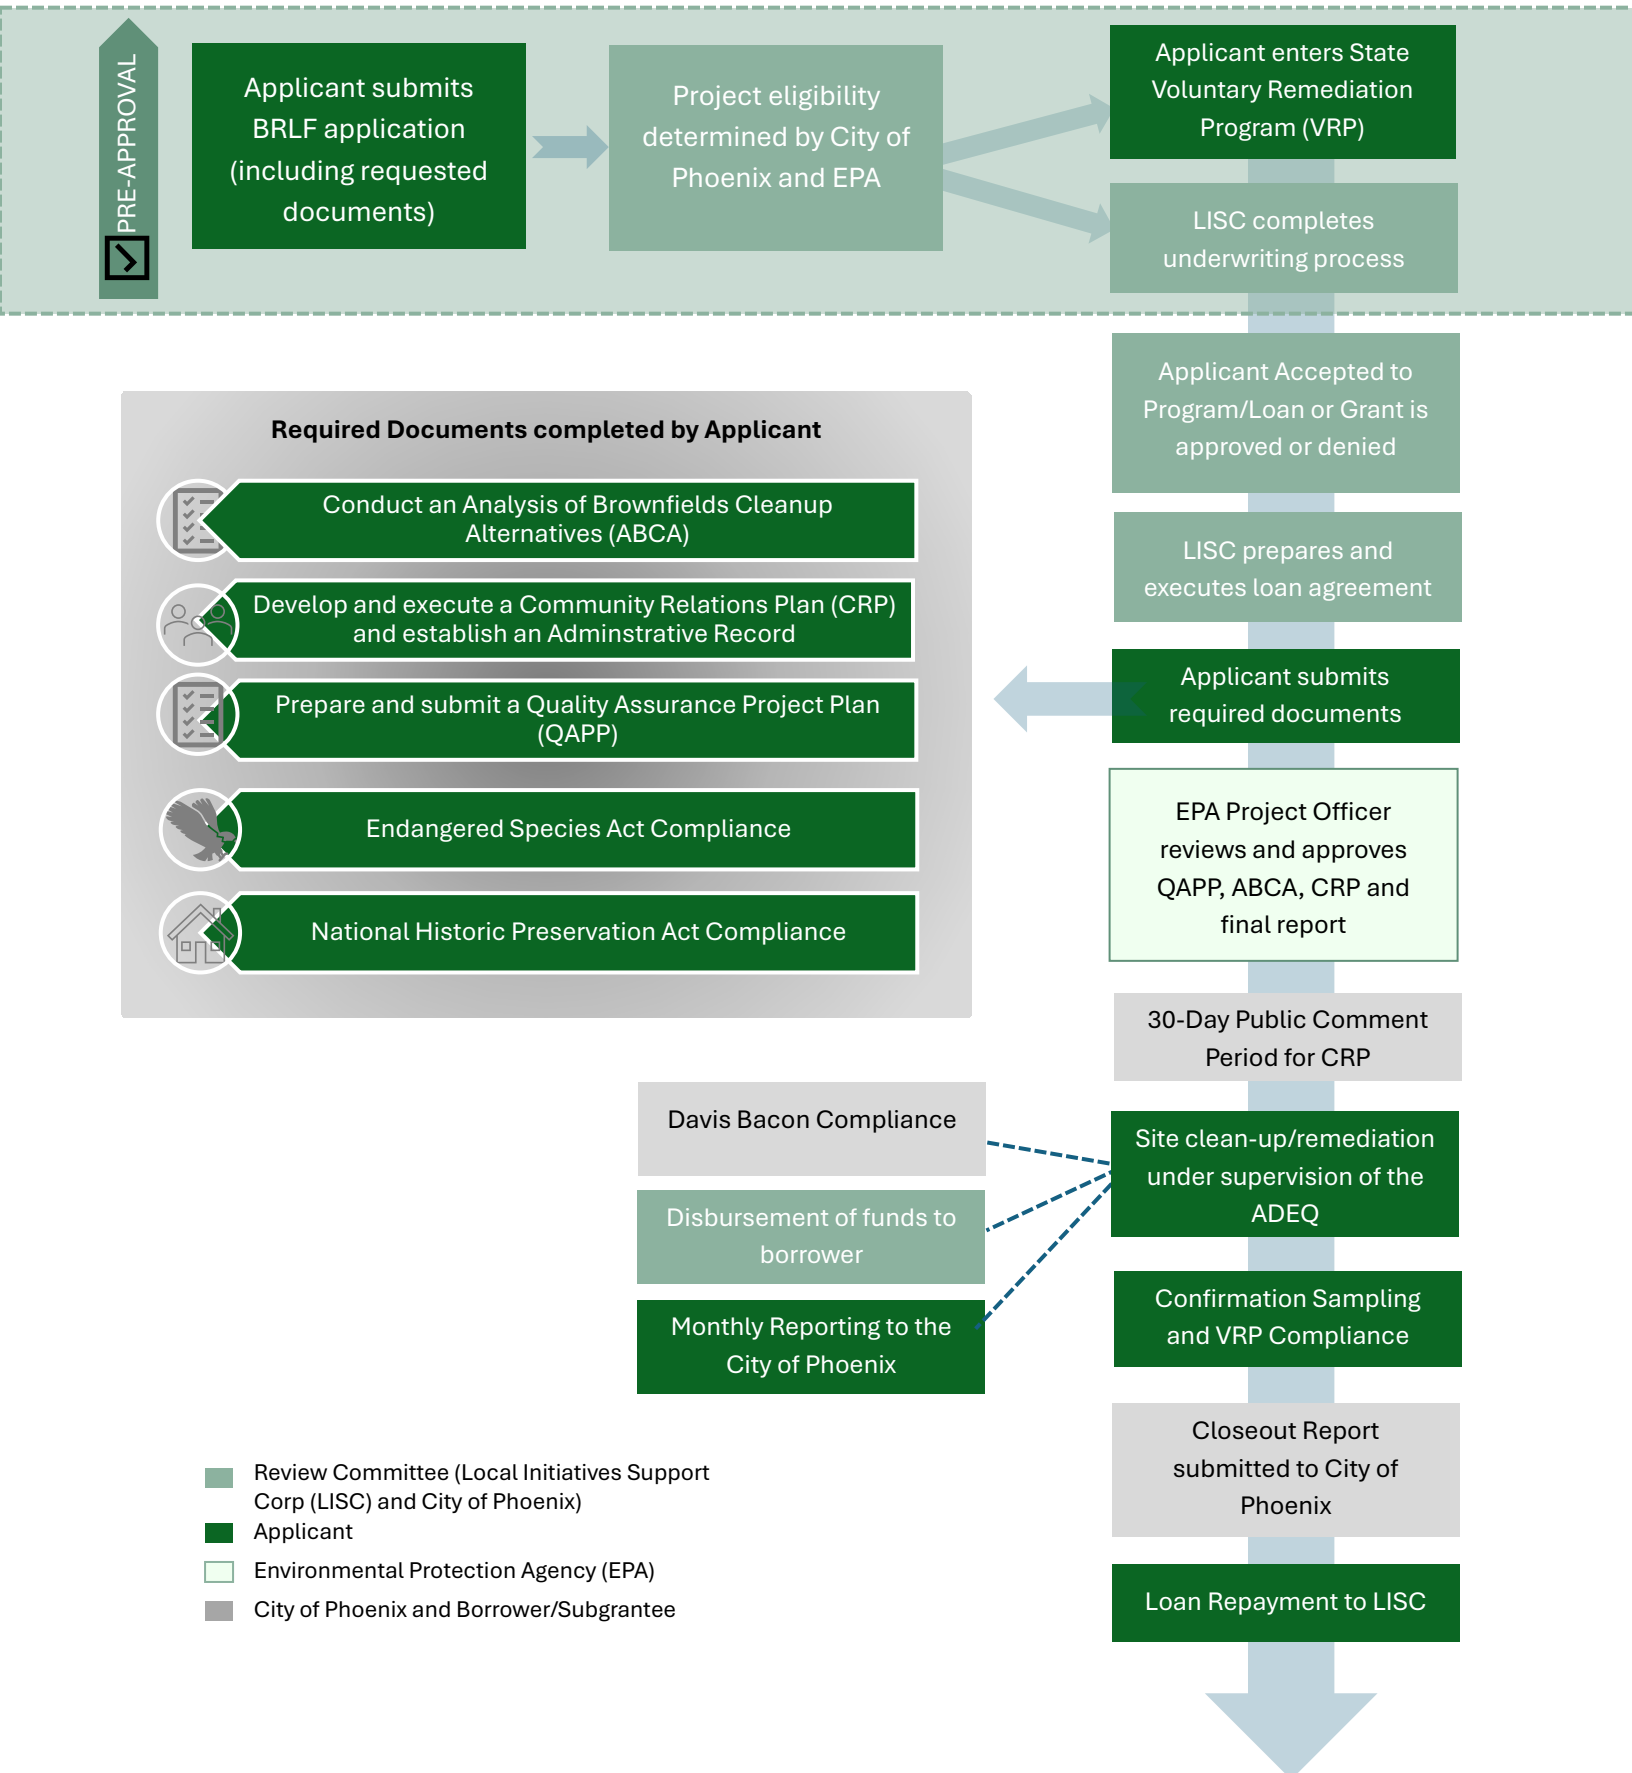 PRE-APPROVAL
Applicant submits
BRLF application
(including requested
documents)
Project eligibility
determined by City of
Phoenix and EPA
Applicant enters State
Voluntary Remediation
Program (VRP)
LISC completes
underwriting process
Applicant Accepted to
Program/Loan or Grant is
approved or denied
LISC prepares and
executes loan agreement
Applicant submits
required documents
Required Documents completed by Applicant
Conduct an Analysis of Brownfields Cleanup
Alternatives (ABCA)
Develop and execute a Community Relations Plan (CRP)
and establish an Adminstrative Record
Prepare and submit a Quality Assurance Project Plan
(QAPP)
Endangered Species Act Compliance
National Historic Preservation Act Compliance
EPA Project Officer
reviews and approves
QAPP, ABCA, CRP and
final report
30-Day Public Comment
Period for CRP
Site clean-up/remediation
under supervision of the
ADEQ
Davis Bacon Compliance
Disbursement of funds to
borrower
Monthly Reporting to the
City of Phoenix
Confirmation Sampling
and VRP Compliance
Closeout Report
submitted to City of
Phoenix
Loan Repayment to LISC
Review Committee (Local Initiatives Support
Corp (LISC) and City of Phoenix)
Applicant
Environmental Protection Agency (EPA)
City of Phoenix and Borrower/Subgrantee